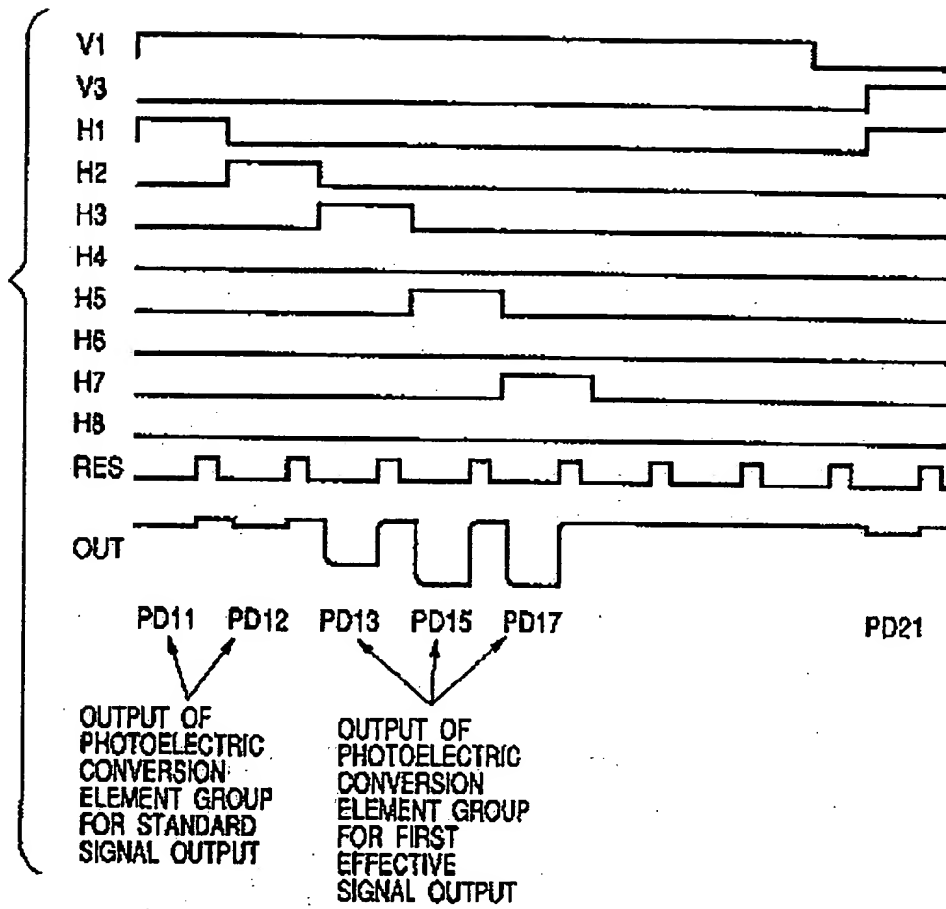 V1
V3
H1
H2
H3
H4
H5
H6
H7
H8
RES
OUT
PD11 PD12 PD13 PD15 PD17 PD21
OUTPUT OF
PHOTOELECTRIC
CONVERSION
ELEMENT GROUP
FOR STANDARD
SIGNAL OUTPUT
OUTPUT OF
PHOTOELECTRIC
CONVERSION
ELEMENT GROUP
FOR FIRST
EFFECTIVE
SIGNAL OUTPUT